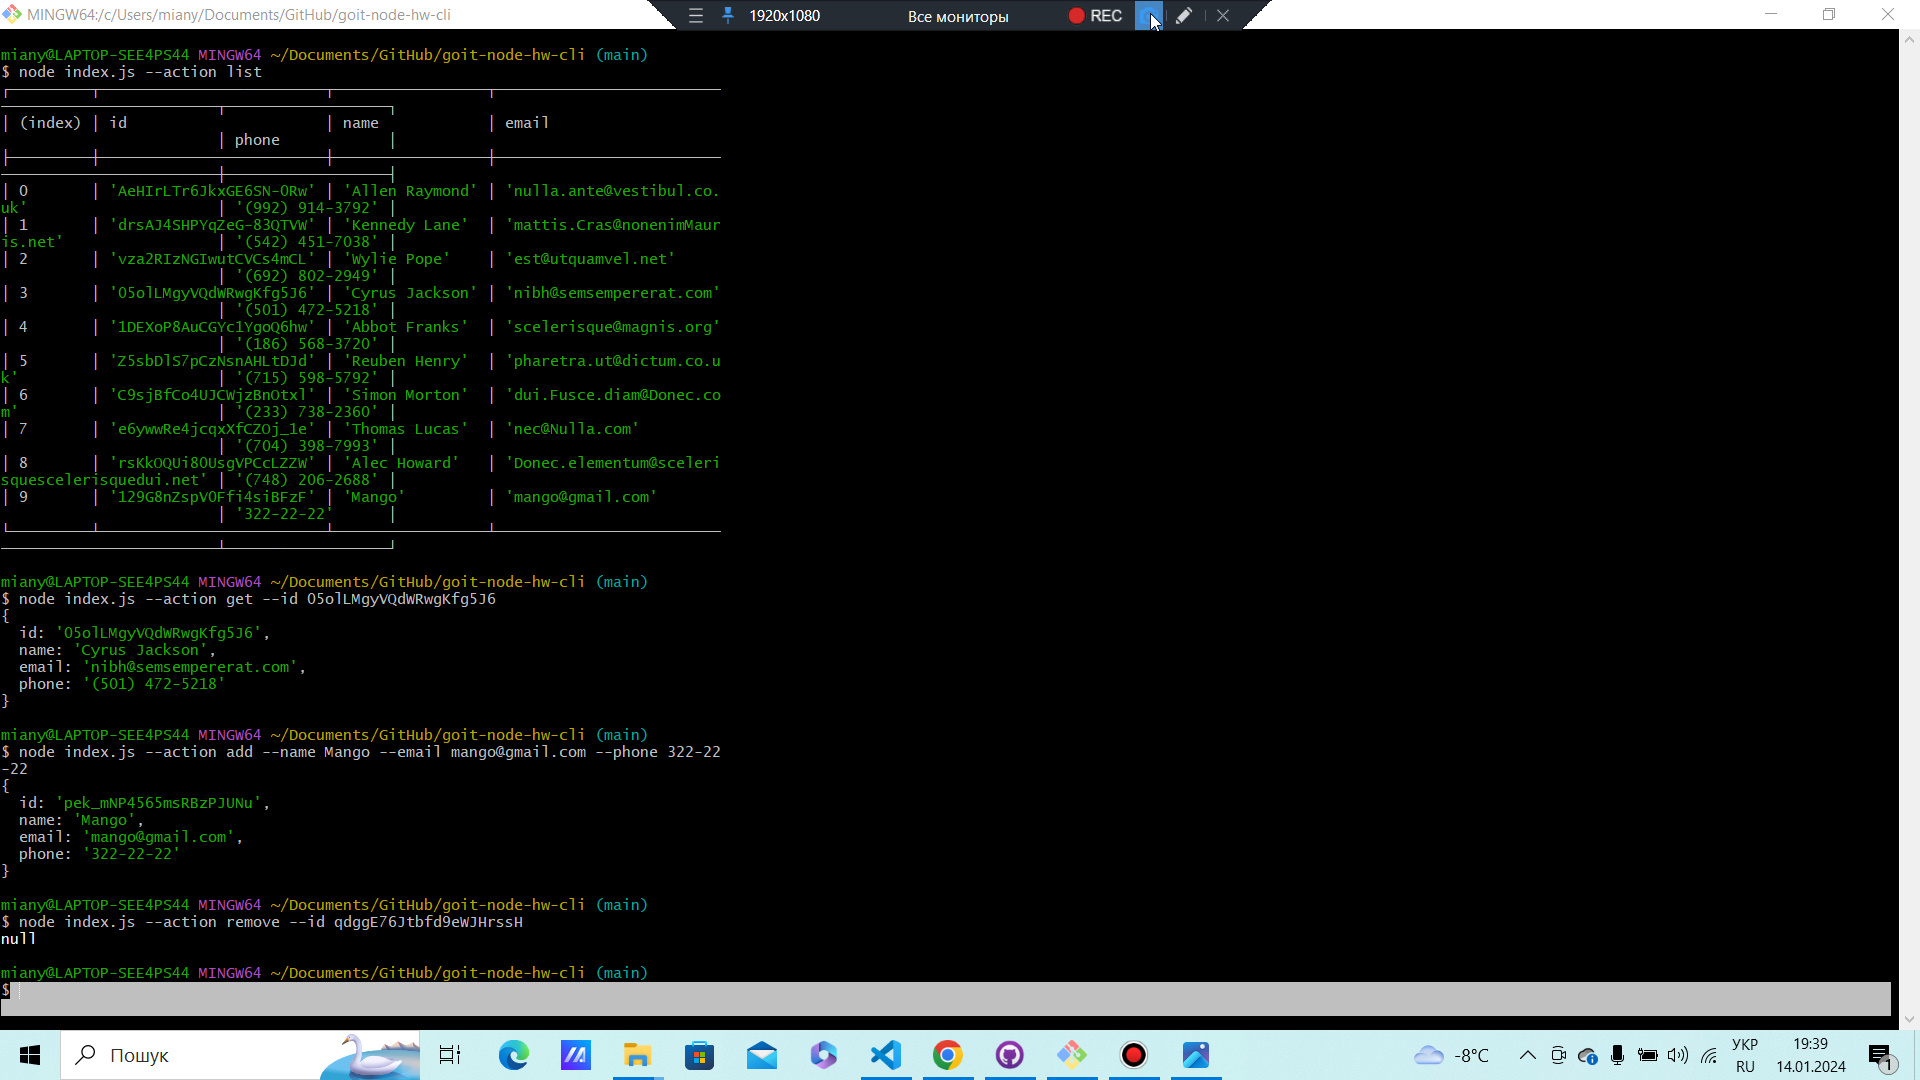 MINGW64:/c/Users/miany/Documents/GitHub/goit-node-hw-cli
1920x1080
Все мониторы
REC
miany@LAPTOP-SEE4PS44 MINGW64 ~/Documents/GitHub/goit-node-hw-cli (main)
$ node index.js --action list
(index) | id | name | email
| phone |
| 0 | 'AeHIrLTr6JkxGE6SN-0Rw' | 'Allen Raymond' | 'nulla.ante@vestibul.co.
uk' | '(992) 914-3792' |
| 1 | 'drsAJ4SHPYqZeG-83QTVW' | 'Kennedy Lane' | 'mattis.Cras@nonenimMaur
is.net' | '(542) 451-7038' |
| 2 | 'vza2RIzNGIwutCVCs4mCL' | 'Wylie Pope' | 'est@utquamvel.net'
| '(692) 802-2949' |
| 3 | '05olLMgyVQdWRwgKfg5J6' | 'Cyrus Jackson' | 'nibh@semsempererat.com'
| '(501) 472-5218' |
| 4 | '1DEXoP8AuCGYc1YgoQ6hw' | 'Abbot Franks' | 'scelerisque@magnis.org'
| '(186) 568-3720' |
| 5 | 'Z5sbDlS7pCzNsnAHLtDJd' | 'Reuben Henry' | 'pharetra.ut@dictum.co.u
k' | '(715) 598-5792' |
| 6 | 'C9sjBfCo4UJCWjzBnOtxl' | 'Simon Morton' | 'dui.Fusce.diam@Donec.co
m' | '(233) 738-2360' |
| 7 | 'e6ywwRe4jcqxXfCZOj_1e' | 'Thomas Lucas' | 'nec@Nulla.com'
| '(704) 398-7993' |
| 8 | 'rsKkOQUi80UsgVPCcLZZW' | 'Alec Howard' | 'Donec.elementum@sceleri
squescelerisquedui.net' | '(748) 206-2688' |
| 9 | '129G8nZspV0Ffi4siBFzF' | 'Mango' | 'mango@gmail.com'
| '322-22-22' |
miany@LAPTOP-SEE4PS44 MINGW64 ~/Documents/GitHub/goit-node-hw-cli (main)
$ node index.js --action get --id 05olLMgyVQdWRwgKfg5J6
{
id: '05olLMgyVQdWRwgKfg5J6',
name: 'Cyrus Jackson',
email: 'nibh@semsempererat.com',
phone: '(501) 472-5218'
}
miany@LAPTOP-SEE4PS44 MINGW64 ~/Documents/GitHub/goit-node-hw-cli (main)
$ node index.js --action add --name Mango --email mango@gmail.com --phone 322-22
-22
{
id: 'pek_mNP4565msRBzPJUNu',
name: 'Mango',
email: 'mango@gmail.com',
phone: '322-22-22'
}
miany@LAPTOP-SEE4PS44 MINGW64 ~/Documents/GitHub/goit-node-hw-cli (main)
$ node index.js --action remove --id qdggE76Jtbfd9eWJHrssH
null
miany@LAPTOP-SEE4PS44 MINGW64 ~/Documents/GitHub/goit-node-hw-cli (main)
$
Пошук
-8°C
УКР
RU
19:39
14.01.2024
1